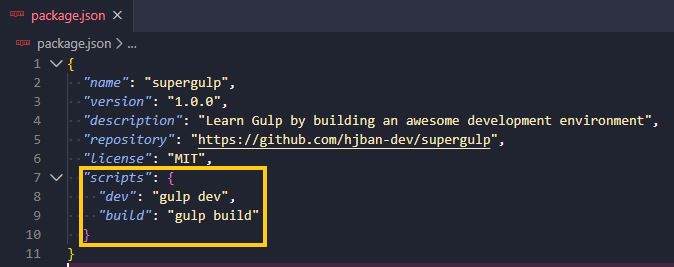 package.json ×
package.json > ...
1 {
2 "name": "supergulp",
3 "version": "1.0.0",
4 "description": "Learn Gulp by building an awesome development environment",
5 "repository": "https://github.com/hjban-dev/supergulp",
6 "license": "MIT",
7 "scripts": {
8 "dev": "gulp dev",
9 "build": "gulp build"
10 }
11 }